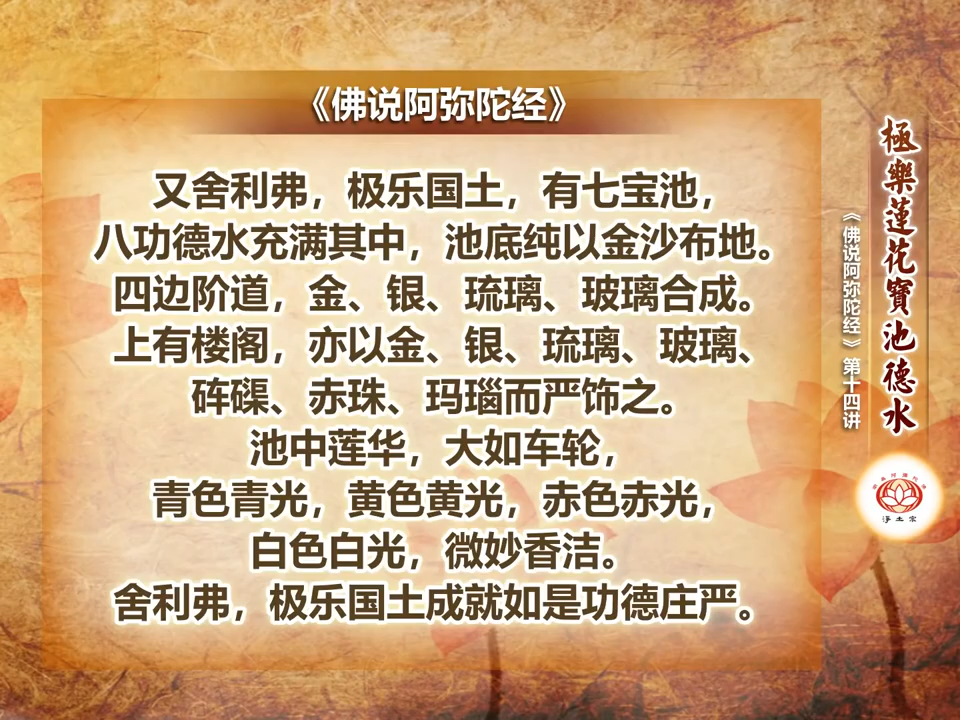 《佛说阿弥陀经》
又舍利弗，极乐国土，有七宝池，
八功德水充满其中，池底纯以金沙布地。
四边阶道，金、银、琉璃、玻璃合成。
上有楼阁，亦以金、银、琉璃、玻璃、
砗磲、赤珠、玛瑙而严饰之。
池中莲华，大如车轮，
青色青光，黄色黄光，赤色赤光，
白色白光，微妙香洁。
舍利弗，极乐国土成就如是功德庄严。
極樂蓮花寶池德水
《佛说阿弥陀经》第十四讲
南无阿弥陀佛
淨土宗